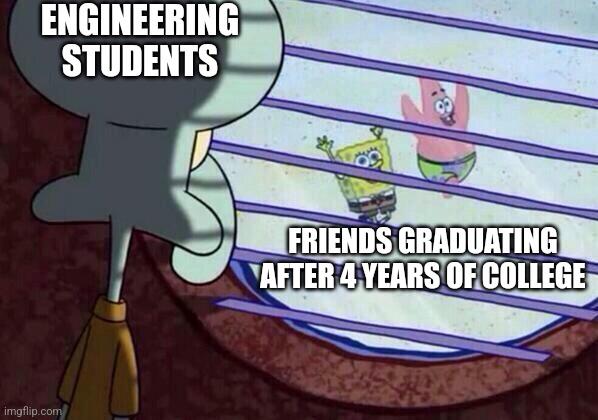 ENGINEERING
STUDENTS
FRIENDS GRADUATING
AFTER 4 YEARS OF COLLEGE
imgflip.com